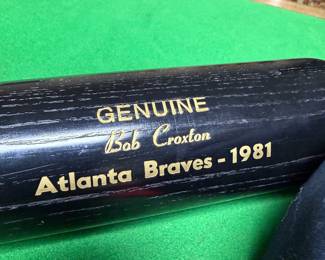 GENUINE
Bob Croxton
Atlanta Braves - 1981